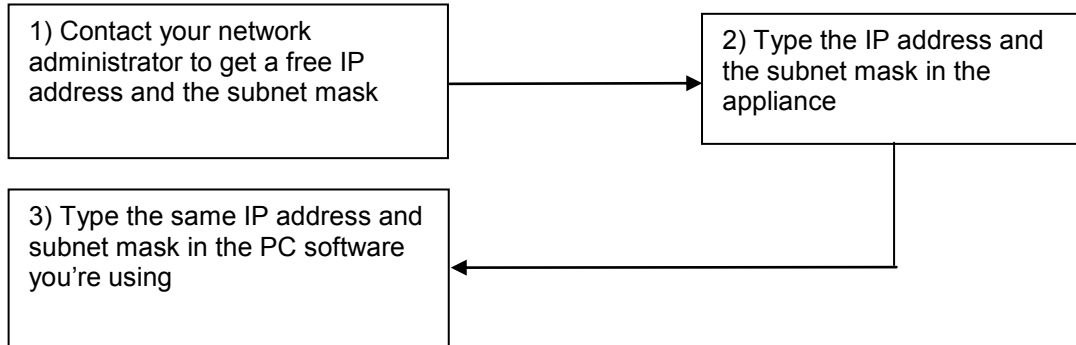 1) Contact your network
administrator to get a free IP
address and the subnet mask
2) Type the IP address and
the subnet mask in the
appliance
3) Type the same IP address and
subnet mask in the PC software
you’re using